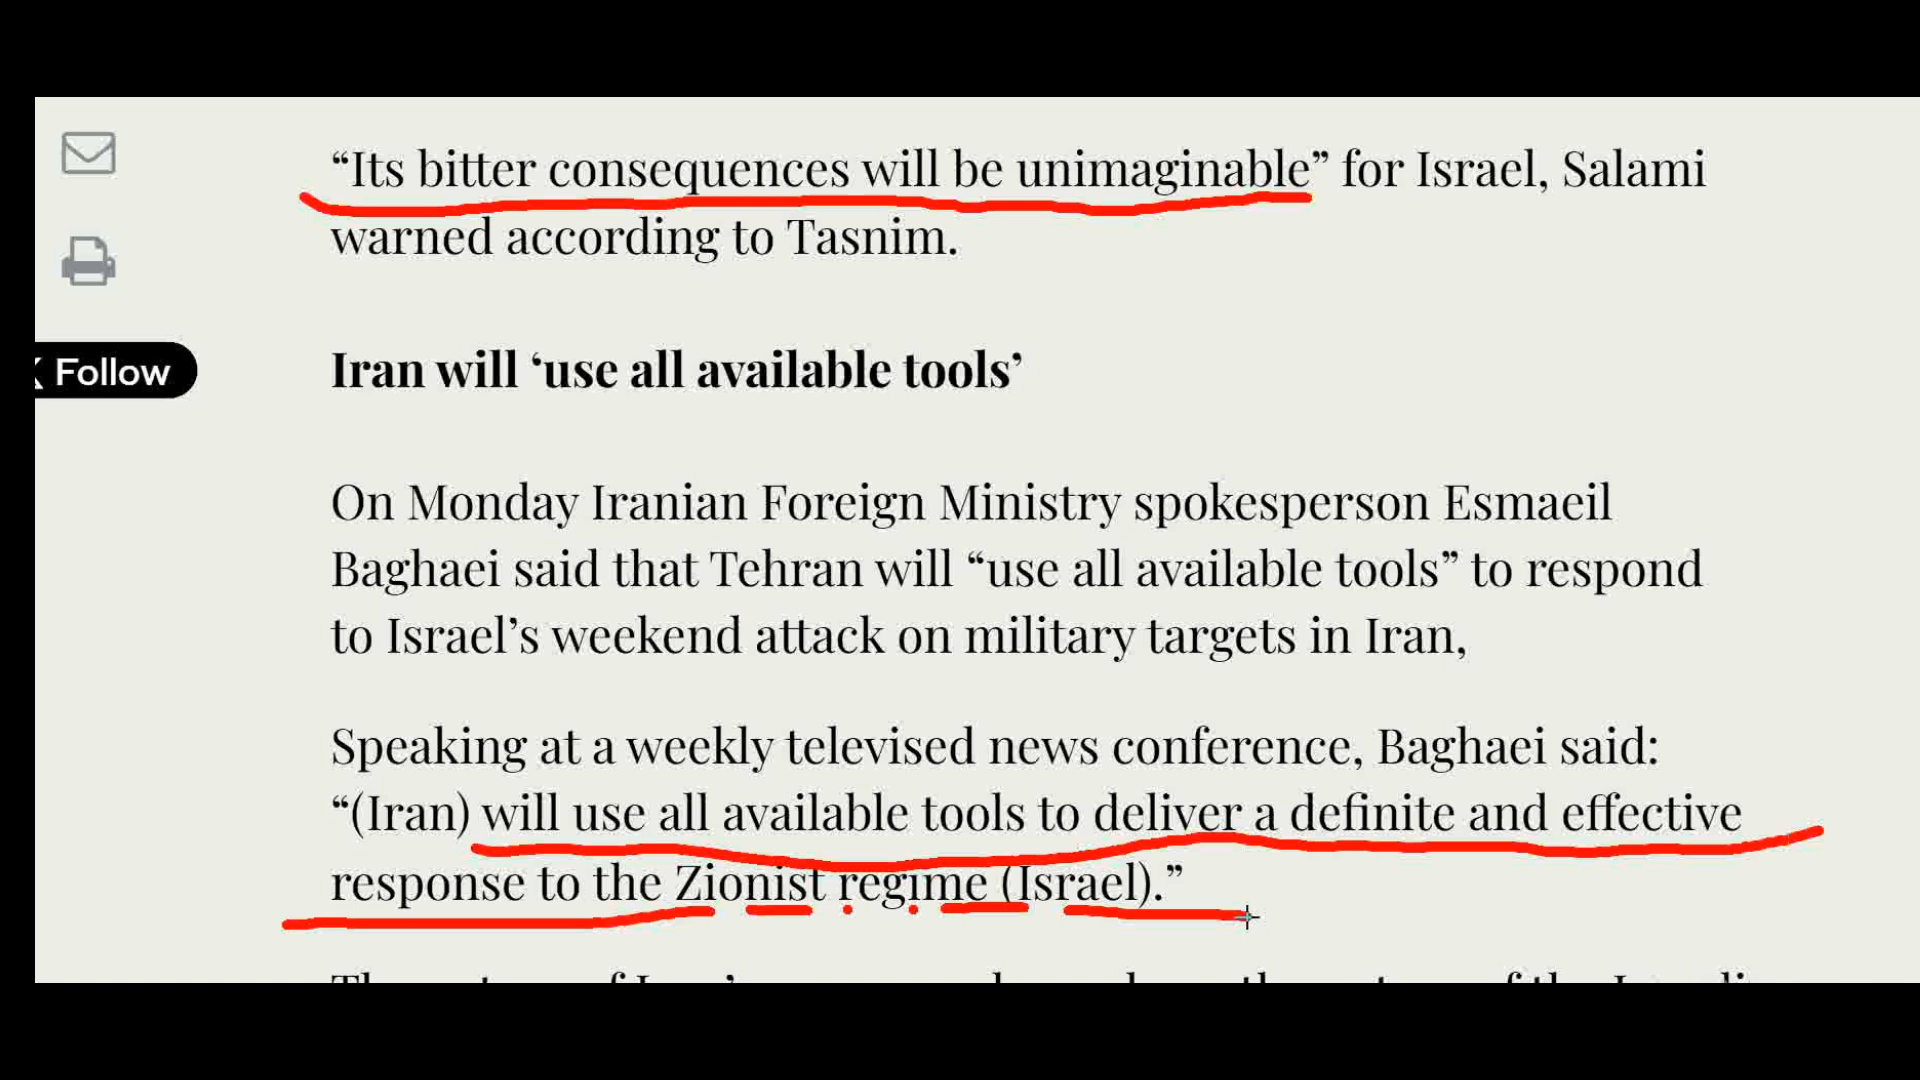 “Its bitter consequences will be unimaginable” for Israel, Salami
warned according to Tasnim.
Follow
Iran will ‘use all available tools’
On Monday Iranian Foreign Ministry spokesperson Esmaeil
Baghaei said that Tehran will “use all available tools” to respond
to Israel’s weekend attack on military targets in Iran,
Speaking at a weekly televised news conference, Baghaei said:
“(Iran) will use all available tools to deliver a definite and effective
response to the Zionist regime (Israel).”